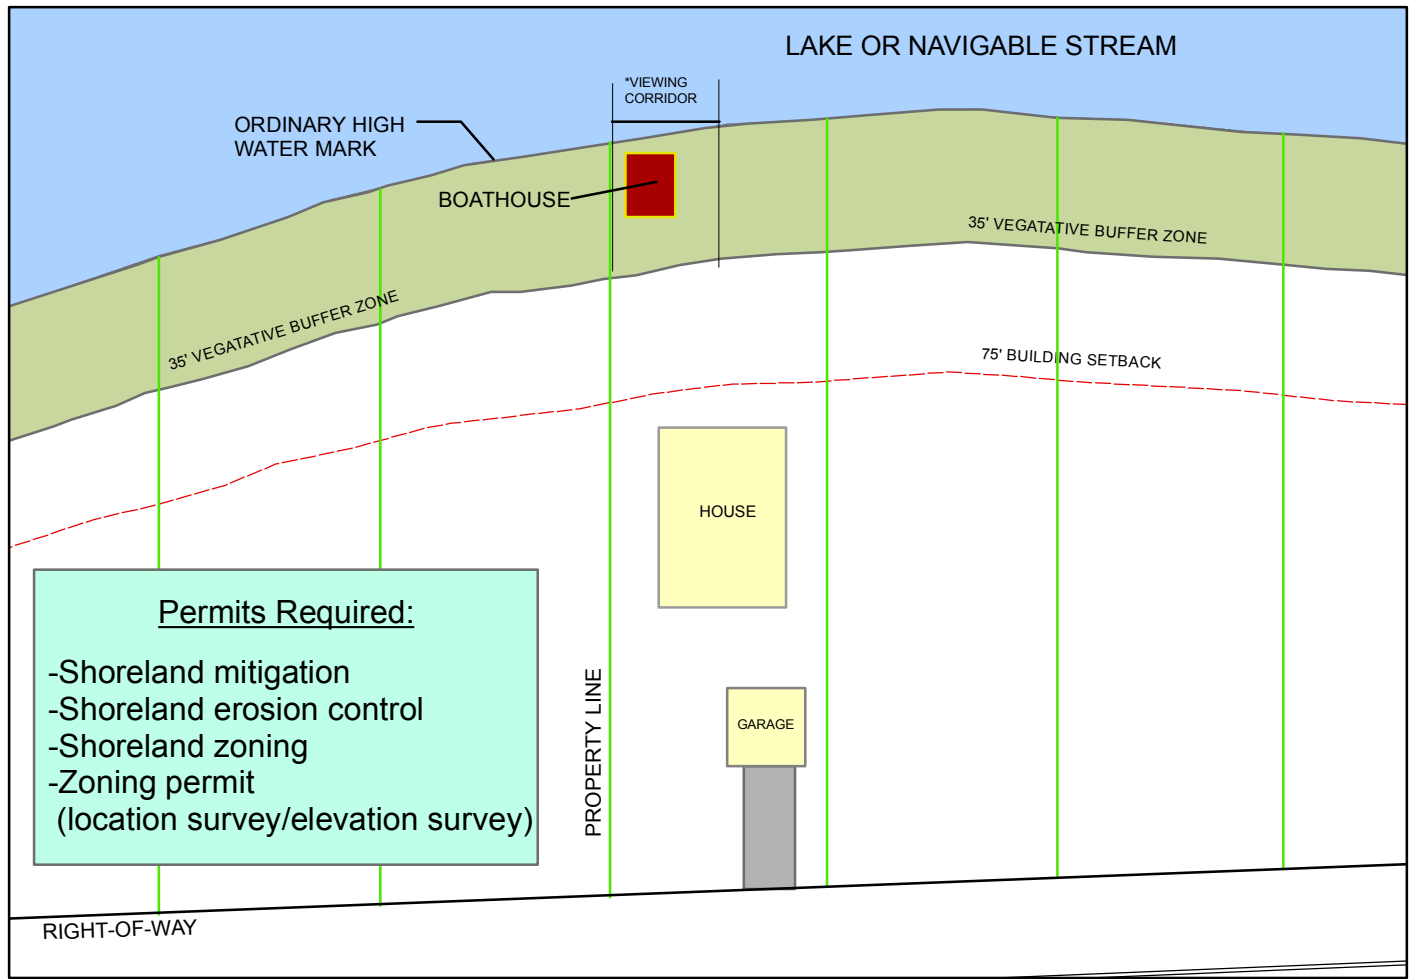 LAKE OR NAVIGABLE STREAM
*VIEWING
CORRIDOR
ORDINARY HIGH
WATER MARK
BOATHOUSE
35' VEGATATIVE BUFFER ZONE
35' VEGATATIVE BUFFER ZONE
75' BUILDING SETBACK
HOUSE
Permits Required:
-Shoreland mitigation
-Shoreland erosion control
-Shoreland zoning
-Zoning permit
(location survey/elevation survey)
PROPERTY LINE
GARAGE
RIGHT-OF-WAY